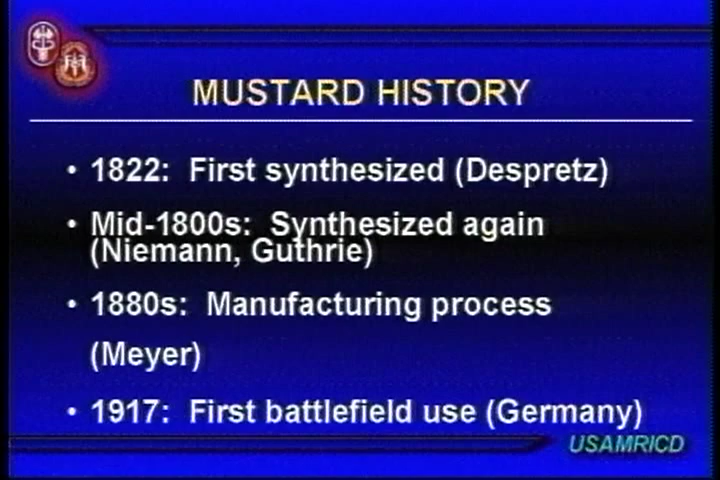 MUSTARD HISTORY
• 1822: First synthesized (Despretz)
• Mid-1800s: Synthesized again
(Niemann, Guthrie)
• 1880s: Manufacturing process
(Meyer)
• 1917: First battlefield use (Germany)
USAMRICD